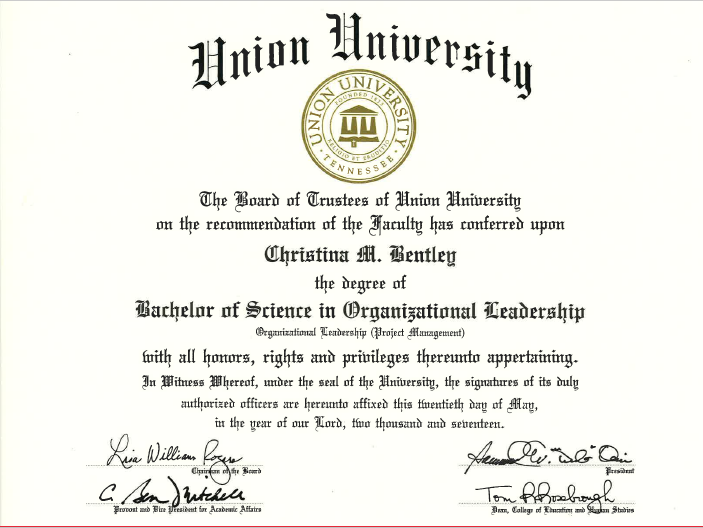 Union University
UNION UNIVERSITY
FOUNDED 1823
RELIGIO ET ERUDITIO
TENNESSEE
The Board of Trustees of Union University
on the recommendation of the Faculty has conferred upon
Christina M. Bentley
the degree of
Bachelor of Science in Organizational Leadership
Organizational Leadership (Project Management)
with all honors, rights and privileges thereunto appertaining.
In Witness Whereof, under the seal of the University, the signatures of its duly
authorized officers are hereunto affixed this twentieth day of May,
in the year of our Lord, two thousand and seventeen.
Lisa Williams Rogers
Chairman of the Board
President
C. Ben Mitchell
Provost and Vice President for Academic Affairs
Tom R Rosebrough
Dean, College of Education and Human Studies